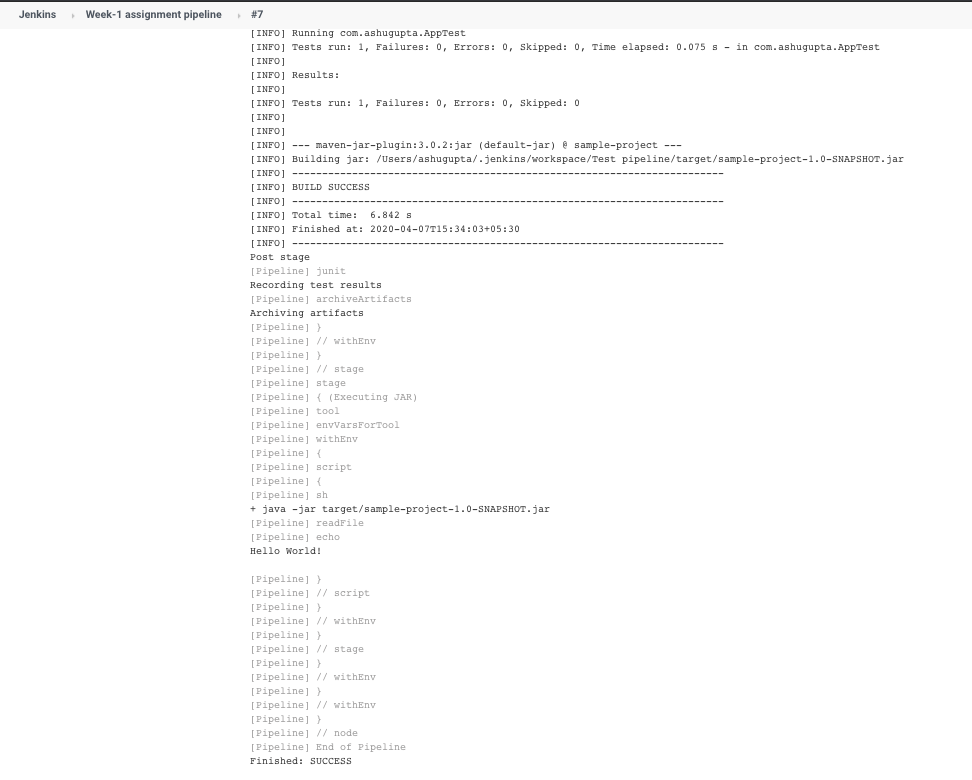 Jenkins › Week-1 assignment pipeline › #7
[INFO] Running com.ashugupta.AppTest
[INFO] Tests run: 1, Failures: 0, Errors: 0, Skipped: 0, Time elapsed: 0.075 s - in com.ashugupta.AppTest
[INFO]
[INFO] Results:
[INFO]
[INFO] Tests run: 1, Failures: 0, Errors: 0, Skipped: 0
[INFO]
[INFO]
[INFO] --- maven-jar-plugin:3.0.2:jar (default-jar) @ sample-project ---
[INFO] Building jar: /Users/ashugupta/.jenkins/workspace/Test pipeline/target/sample-project-1.0-SNAPSHOT.jar
[INFO] ------------------------------------------------------------------------
[INFO] BUILD SUCCESS
[INFO] ------------------------------------------------------------------------
[INFO] Total time:  6.842 s
[INFO] Finished at: 2020-04-07T15:34:03+05:30
[INFO] ------------------------------------------------------------------------
Post stage
[Pipeline] junit
Recording test results
[Pipeline] archiveArtifacts
Archiving artifacts
[Pipeline] }
[Pipeline] // withEnv
[Pipeline] }
[Pipeline] // stage
[Pipeline] stage
[Pipeline] { (Executing JAR)
[Pipeline] tool
[Pipeline] envVarsForTool
[Pipeline] withEnv
[Pipeline] {
[Pipeline] script
[Pipeline] {
[Pipeline] sh
+ java -jar target/sample-project-1.0-SNAPSHOT.jar
[Pipeline] readFile
[Pipeline] echo
Hello World!
[Pipeline] }
[Pipeline] // script
[Pipeline] }
[Pipeline] // withEnv
[Pipeline] }
[Pipeline] // stage
[Pipeline] }
[Pipeline] // withEnv
[Pipeline] }
[Pipeline] // withEnv
[Pipeline] }
[Pipeline] // node
[Pipeline] End of Pipeline
Finished: SUCCESS